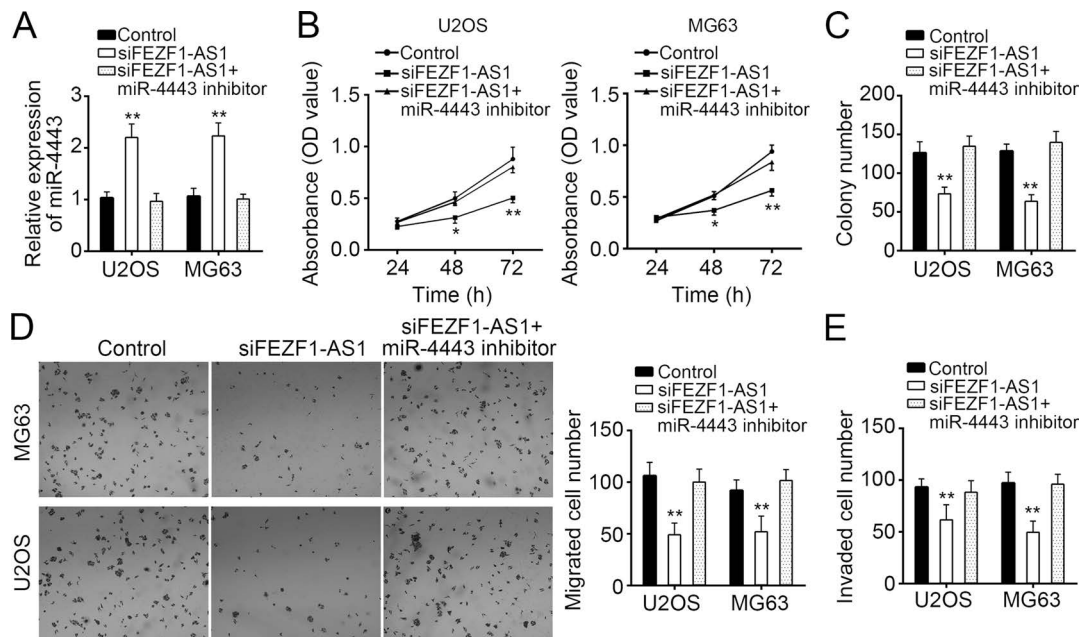 A
Control
siFEZF1-AS1
siFEZF1-AS1+
miR-4443 inhibitor
Relative expression
of miR-4443
3
2
1
0
**
**
U2OS
MG63
B
U2OS
Control
siFEZF1-AS1
siFEZF1-AS1+
miR-4443 inhibitor
Absorbance (OD value)
1.5
1.0
0.5
0.0
*
**
24 48 72
Time (h)
MG63
Control
siFEZF1-AS1
siFEZF1-AS1+
miR-4443 inhibitor
Absorbance (OD value)
1.5
1.0
0.5
0.0
*
**
24 48 72
Time (h)
C
Control
siFEZF1-AS1
siFEZF1-AS1+
miR-4443 inhibitor
Colony number
200
150
100
50
0
**
**
U2OS
MG63
D
Control
siFEZF1-AS1
siFEZF1-AS1+
miR-4443 inhibitor
MG63
U2OS
Control
siFEZF1-AS1
siFEZF1-AS1+
miR-4443 inhibitor
Migrated cell number
150
100
50
0
**
**
U2OS
MG63
E
Control
siFEZF1-AS1
siFEZF1-AS1+
miR-4443 inhibitor
Invaded cell number
150
100
50
0
**
**
U2OS
MG63